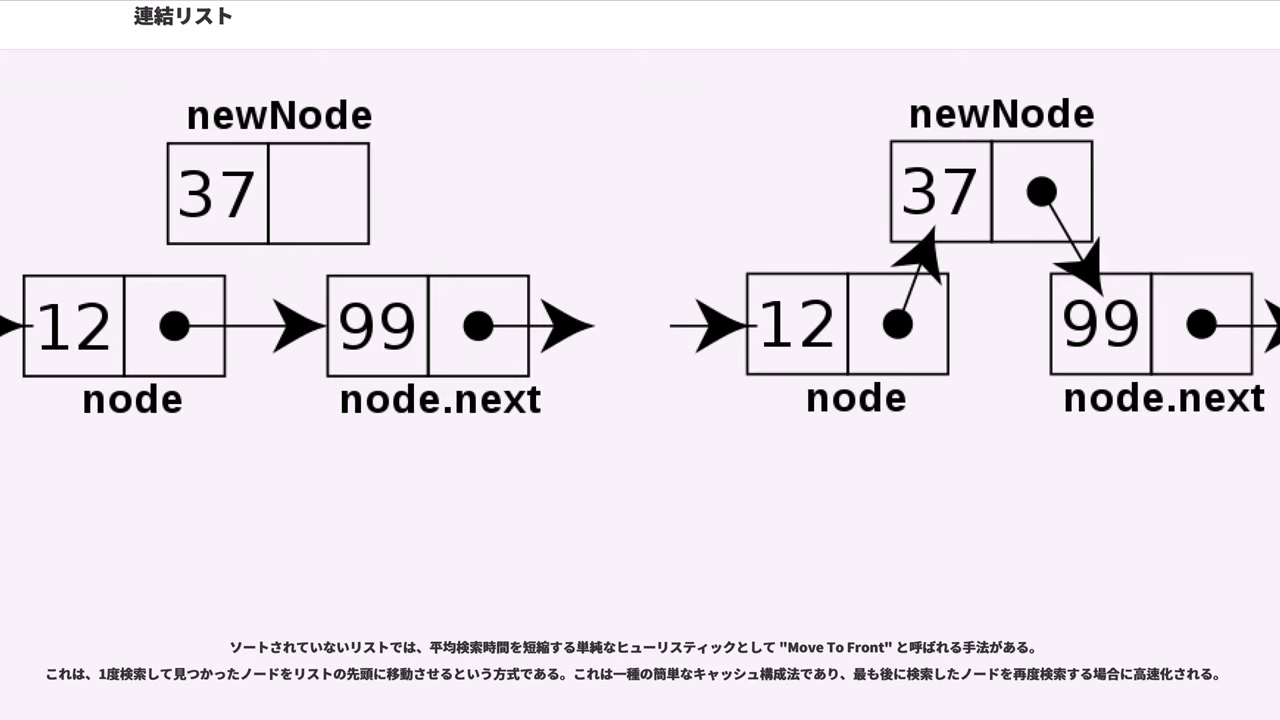 連結リスト
newNode
37
12
99
node
node.next
newNode
37
12
99
node
node.next
ソートされていないリストでは、平均検索時間を短縮する単純なヒューリスティックとして "Move To Front" と呼ばれる手法がある。
これは、1度検索して見つかったノードをリストの先頭に移動させるという方式である。これは一種の簡単なキャッシュ構成法であり、最も後に検索したノードを再度検索する場合に高速化される。